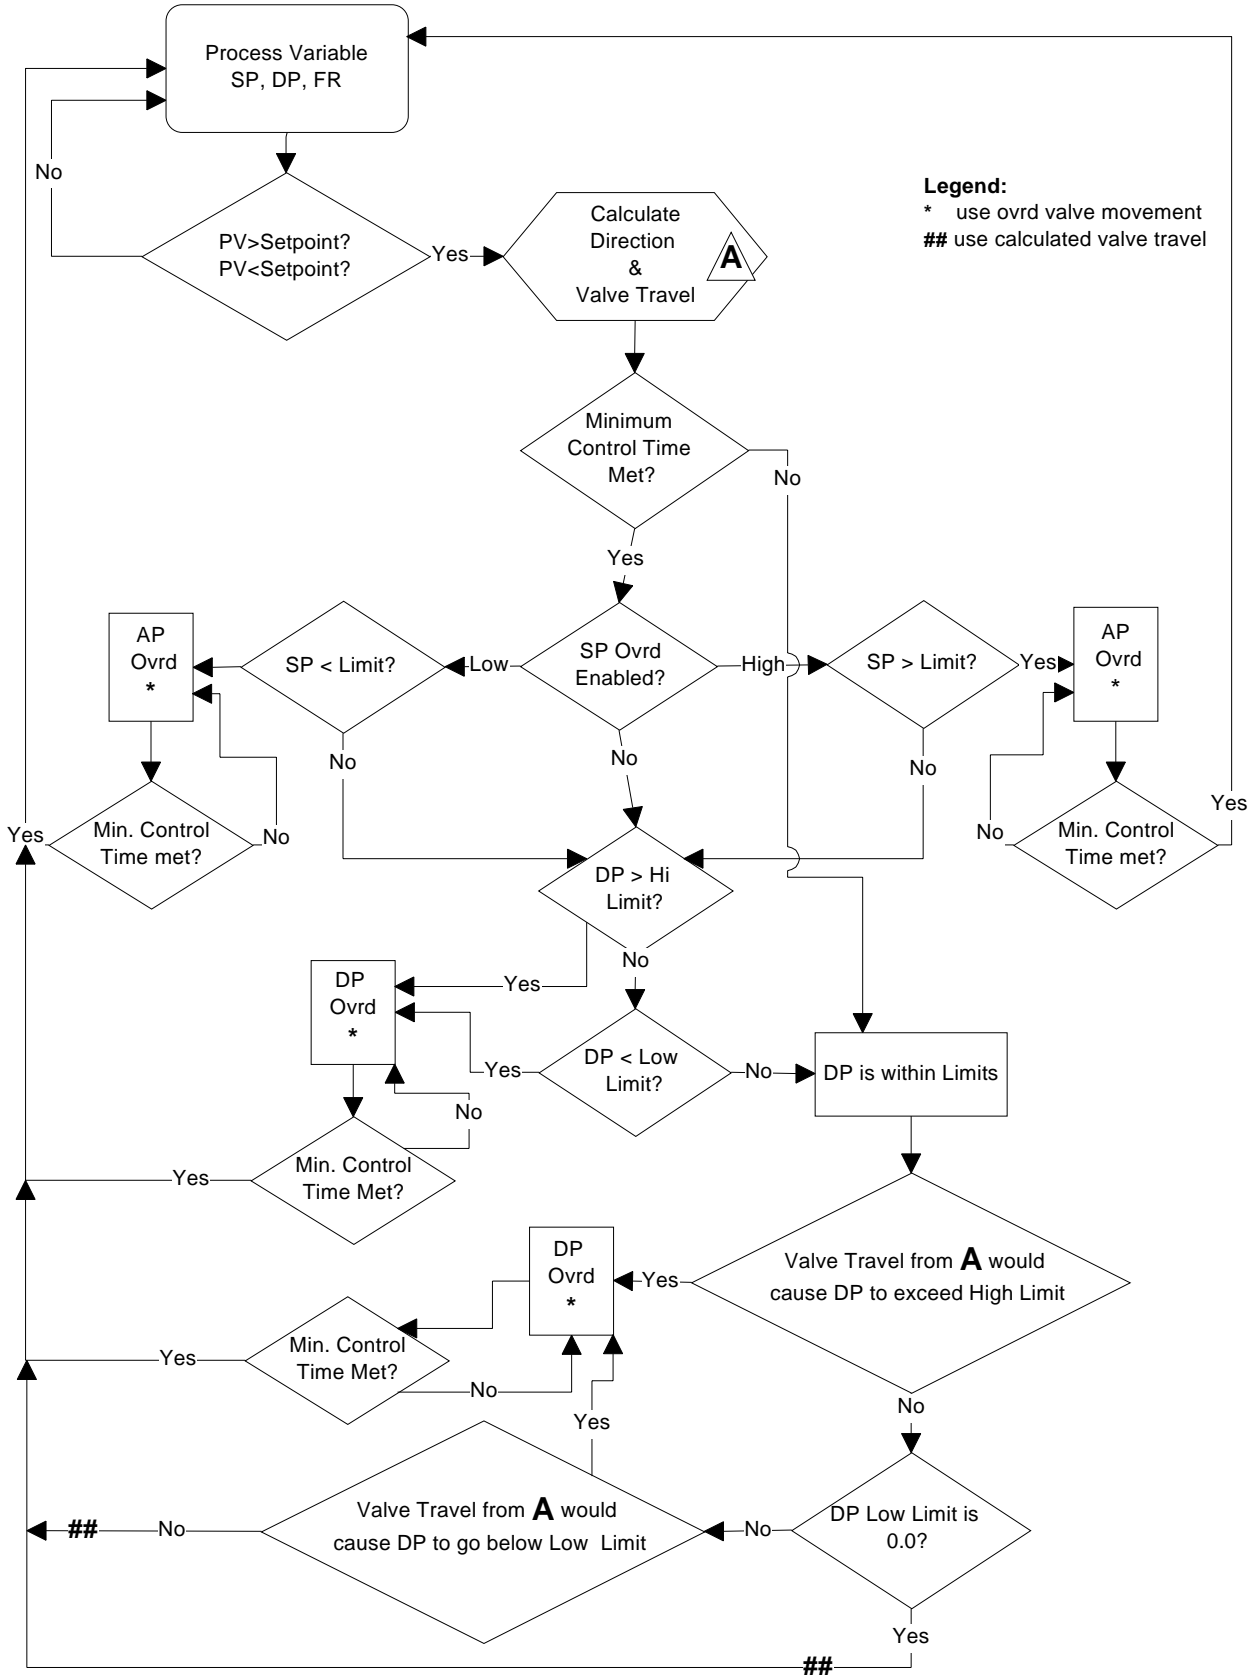 Process Variable
SP, DP, FR
No
Legend:
* use ovrd valve movement
## use calculated valve travel
PV>Setpoint?
PV<Setpoint?
Yes
Calculate
Direction
&
Valve Travel
A
Minimum
Control Time
Met?
No
Yes
AP
Ovrd
*
SP < Limit?
Low
SP Ovrd
Enabled?
High
SP > Limit?
Yes
AP
Ovrd
*
No
No
No
Yes
Min. Control
Time met?
No
DP > Hi
Limit?
No
Min. Control
Time met?
Yes
No
Yes
DP
Ovrd
*
Yes
DP < Low
Limit?
No
DP is within Limits
No
Yes
Min. Control
Time Met?
DP
Ovrd
*
Yes
Valve Travel from A would
cause DP to exceed High Limit
Yes
Min. Control
Time Met?
No
Yes
No
## No
Valve Travel from A would
cause DP to go below Low Limit
No
DP Low Limit is
0.0?
Yes
##